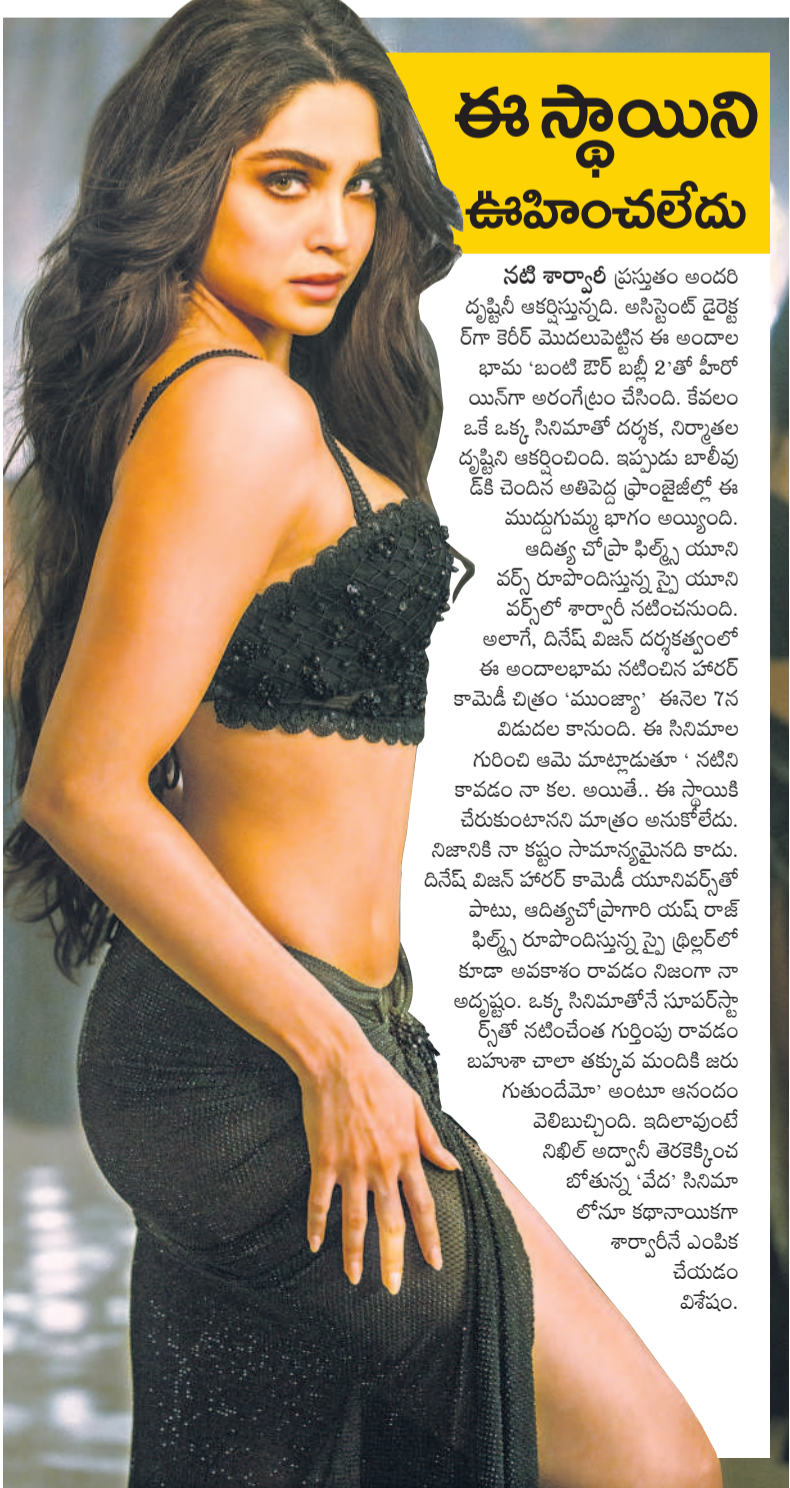 ఈ స్థాయిని
ఊహించలేదు
నటి శార్వారీ ప్రస్తుతం అందరి
దృష్టినీ ఆకర్షిస్తున్నది. అసిస్టెంట్ డైరెక్ట
ర్‌గా కెరీర్ మొదలుపెట్టిన ఈ అందాల
భామ ‘బంటి ఔర్ బబ్లీ 2’తో హీరో
యిన్‌గా అరంగేట్రం చేసింది. కేవలం
ఒకే ఒక్క సినిమాతో దర్శక, నిర్మాతల
దృష్టిని ఆకర్షించింది. ఇప్పుడు బాలీవు
డ్‌కి చెందిన అతిపెద్ద ఫ్రాంజైజీల్లో ఈ
ముద్దుగుమ్మ భాగం అయ్యింది.
ఆదిత్య చోప్రా ఫిల్మ్స్ యూని
వర్స్ రూపొందిస్తున్న స్పై యూని
వర్స్‌లో శార్వారీ నటించనుంది.
అలాగే, దినేష్ విజన్ దర్శకత్వంలో
ఈ అందాలభామ నటించిన హారర్
కామెడీ చిత్రం ‘ముంజ్యా’ ఈనెల 7న
విడుదల కానుంది. ఈ సినిమాల
గురించి ఆమె మాట్లాడుతూ ‘ నటిని
కావడం నా కల. అయితే.. ఈ స్థాయికి
చేరుకుంటానని మాత్రం అనుకోలేదు.
నిజానికి నా కష్టం సామాన్యమైనది కాదు.
దినేష్ విజన్ హారర్ కామెడీ యూనివర్స్‌తో
పాటు, ఆదిత్యచోప్రాగారి యష్ రాజ్
ఫిల్మ్స్ రూపొందిస్తున్న స్పై థ్రిల్లర్‌లో
కూడా అవకాశం రావడం నిజంగా నా
అదృష్టం. ఒక్క సినిమాతోనే సూపర్‌స్టా
ర్స్‌తో నటించేంత గుర్తింపు రావడం
బహుశా చాలా తక్కువ మందికి జరు
గుతుందేమో’ అంటూ ఆనందం
వెలిబుచ్చింది. ఇదిలావుంటే
నిఖిల్ అద్వానీ తెరకెక్కించ
బోతున్న ‘వేద’ సినిమా
లోనూ కథానాయికగా
శార్వారీనే ఎంపిక
చేయడం
విశేషం.